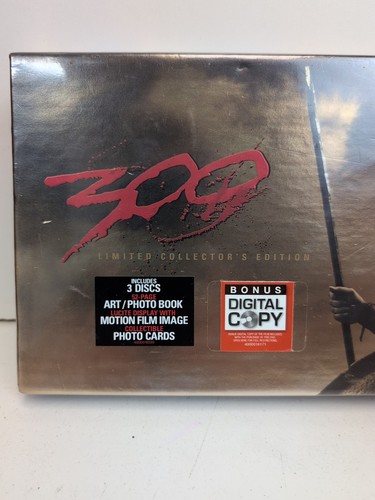 300
LIMITED COLLECTOR'S EDITION
INCLUDES
3 DISCS
52-PAGE
ART/PHOTO BOOK
LUCITE DISPLAY WITH
MOTION FILM IMAGE
COLLECTIBLE
PHOTO CARDS
BONUS
DIGITAL
COPY